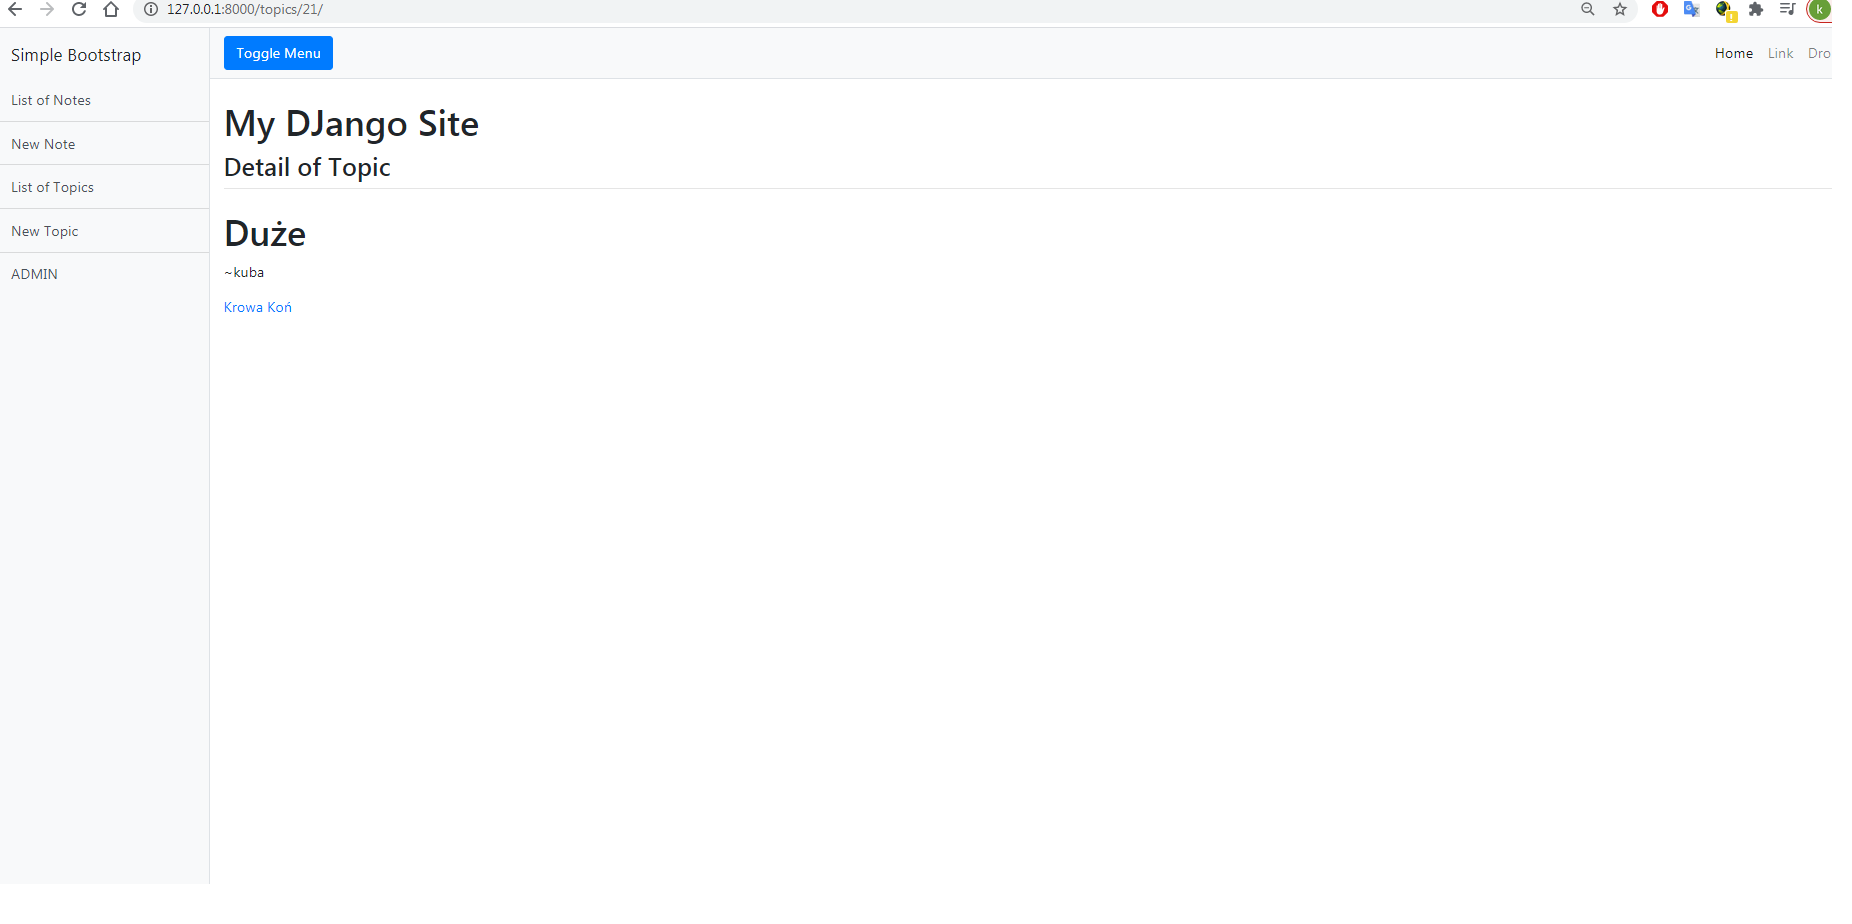 127.0.0.1:8000/topics/21/
k
Simple Bootstrap
Toggle Menu
Home Link Dro
List of Notes
New Note
List of Topics
New Topic
ADMIN
My DJango Site
Detail of Topic
Duże
~kuba
Krowa Koń